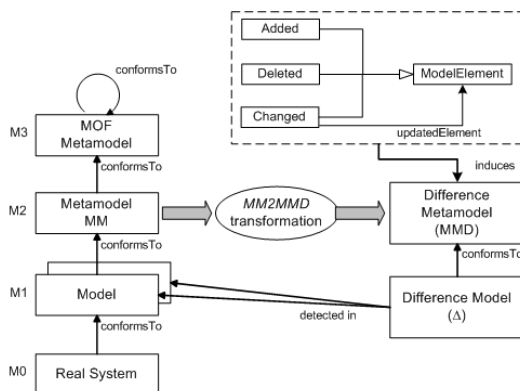 Added
Deleted
Changed
ModelElement
updatedElement
conformsTo
M3
MOF
Metamodel
conformsTo
induces
M2
Metamodel
MM
MM2MMD
transformation
Difference
Metamodel
(MMD)
conformsTo
conformsTo
M1
Model
detected in
Difference Model
(Δ)
conformsTo
M0
Real System